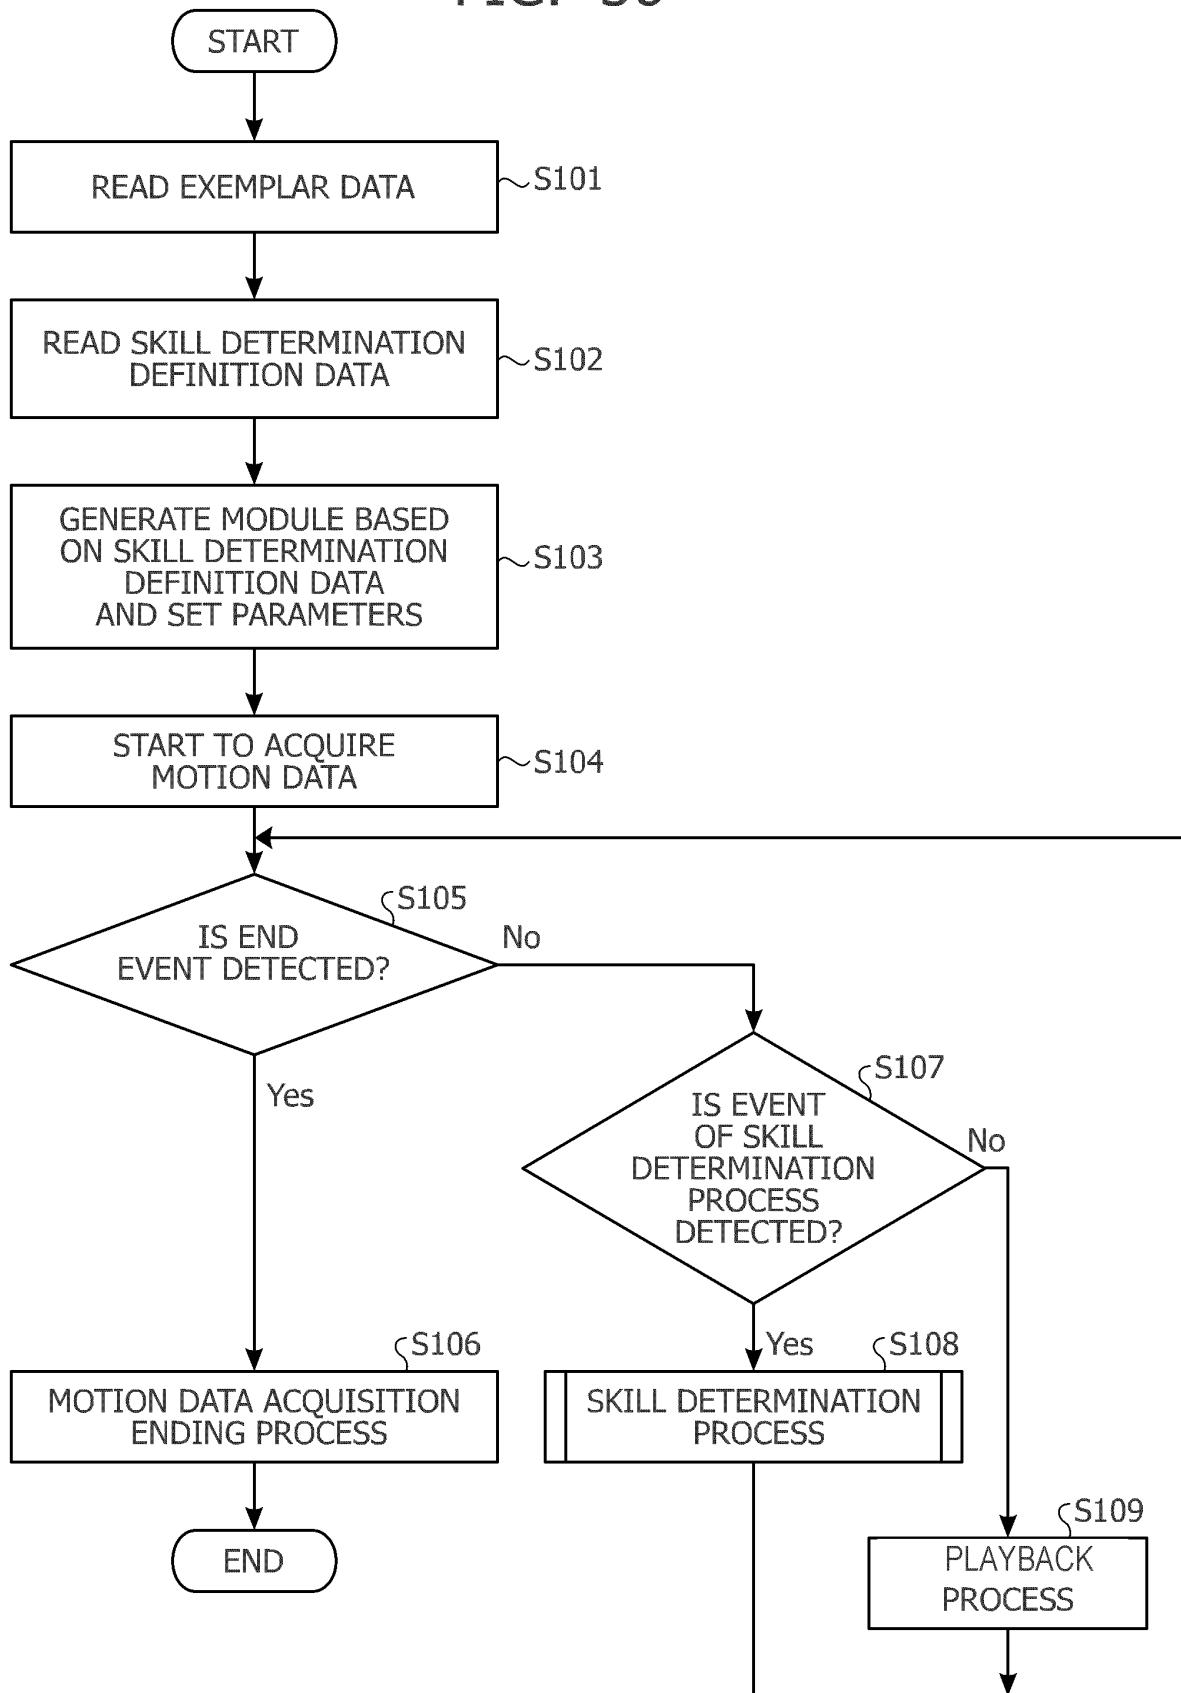 START
READ EXEMPLAR DATA
S101
READ SKILL DETERMINATION
DEFINITION DATA
S102
GENERATE MODULE BASED
ON SKILL DETERMINATION
DEFINITION DATA
AND SET PARAMETERS
S103
START TO ACQUIRE
MOTION DATA
S104
S105
IS END
EVENT DETECTED?
No
Yes
S107
IS EVENT
OF SKILL
DETERMINATION
PROCESS
DETECTED?
No
Yes
S106
MOTION DATA ACQUISITION
ENDING PROCESS
S108
SKILL DETERMINATION
PROCESS
END
S109
PLAYBACK
PROCESS